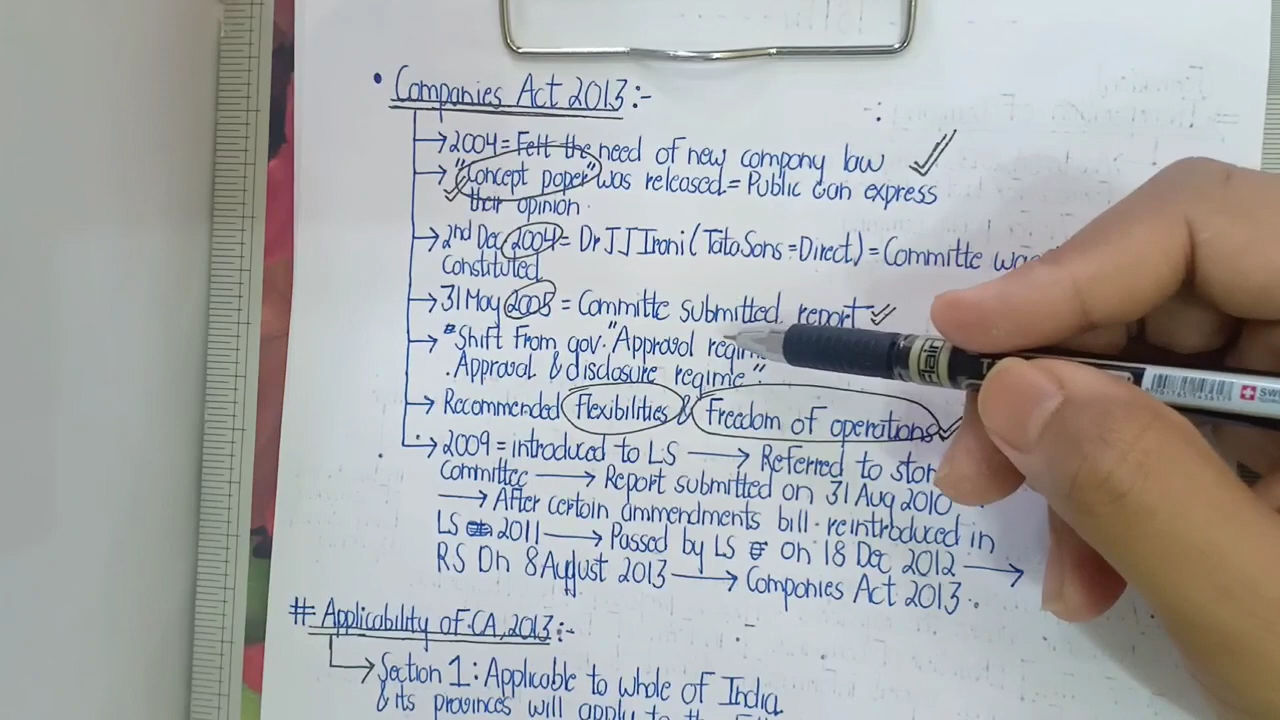 • Companies Act 2013:-
→ 2004 = Felt the need of new company law
→ "Concept paper" was released = Public can express
their opinion.
→ 2nd Dec 2004 = Dr JJ Irani (Tata Sons = Direct.) = Committe was
constituted
→ 31 May 2005 = Committe submitted report
→ "Shift From gov. "Approval
Approval & disclosure regime"
→ Recommended Flexibilities & Freedom of operations
→ 2009 = introduced to LS → Referred to
committee → Report submitted on 31 Aug 2010
→ After certain ammendments bill reintroduced in
LS 2011 → Passed by LS on 18 Dec 2012 →
RS On 8 August 2013 → Companies Act 2013.
# Applicability of CA, 2013:-
→ Section 1: Applicable to whole of India
& its provinces will apply to the
Flair